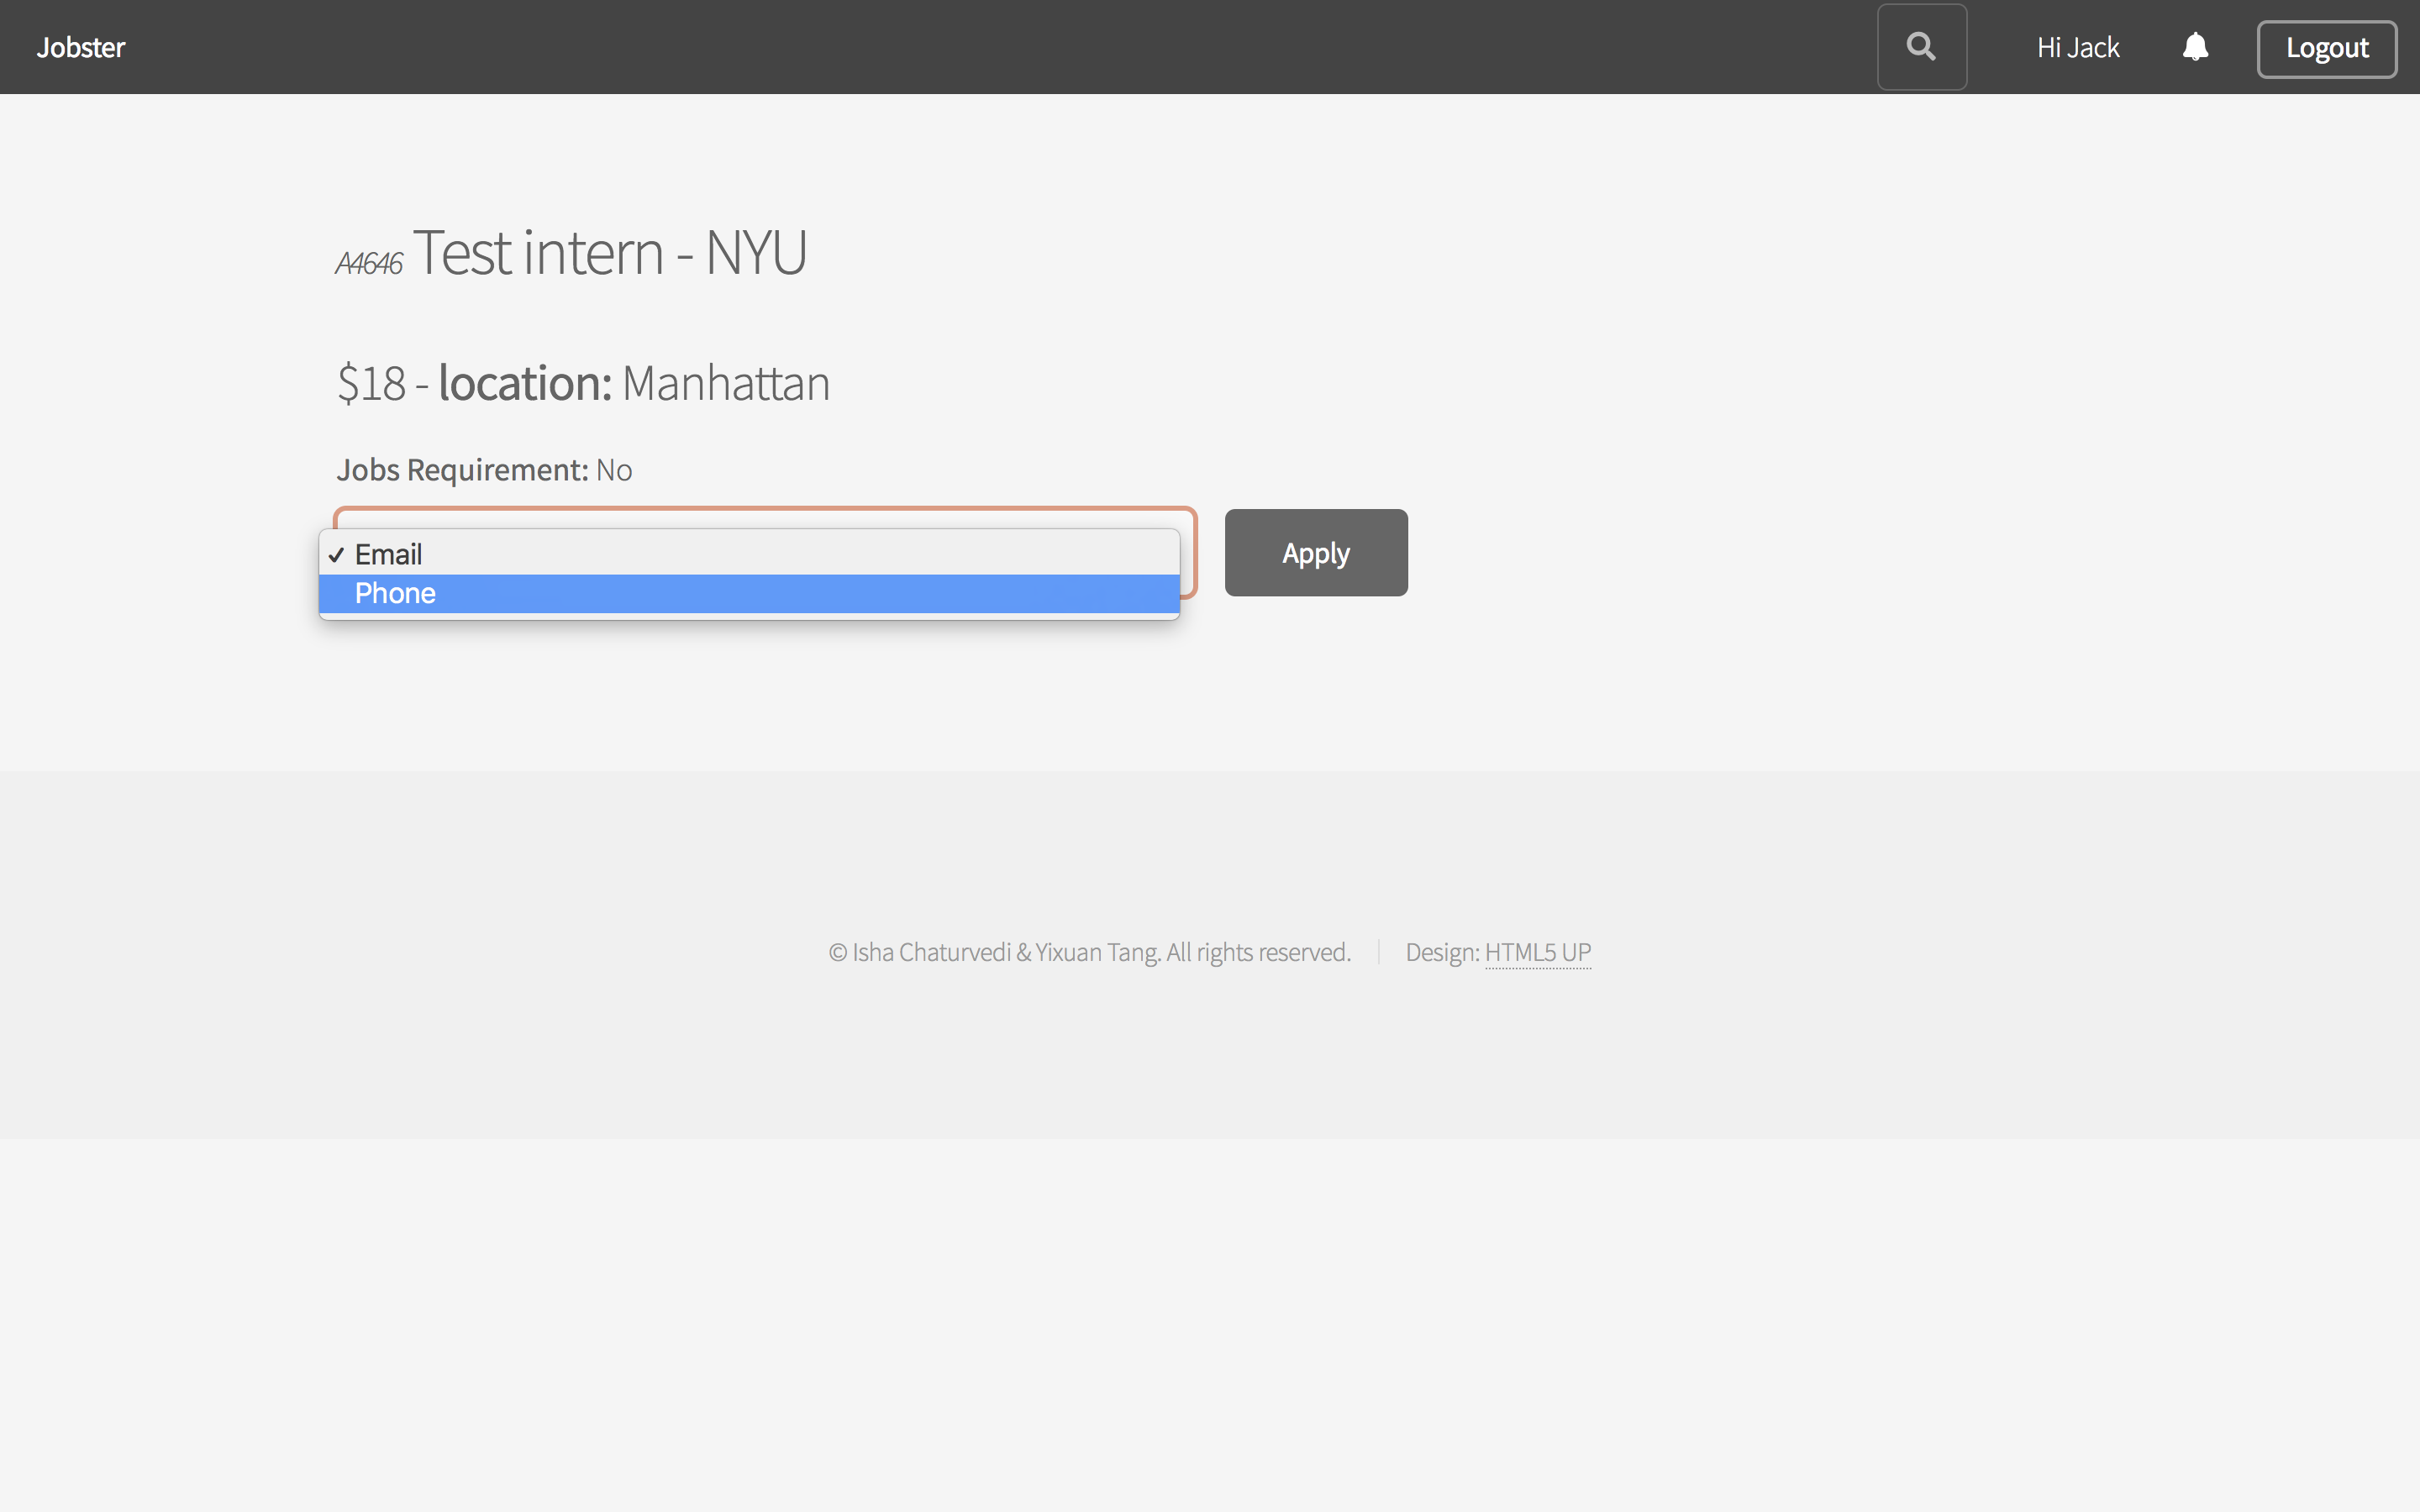 Jobster
Hi Jack
Logout
A4646 Test intern - NYU
$18 - location: Manhattan
Jobs Requirement: No
✓ Email
Phone
Apply
© Isha Chaturvedi & Yixuan Tang. All rights reserved.
Design: HTML5 UP